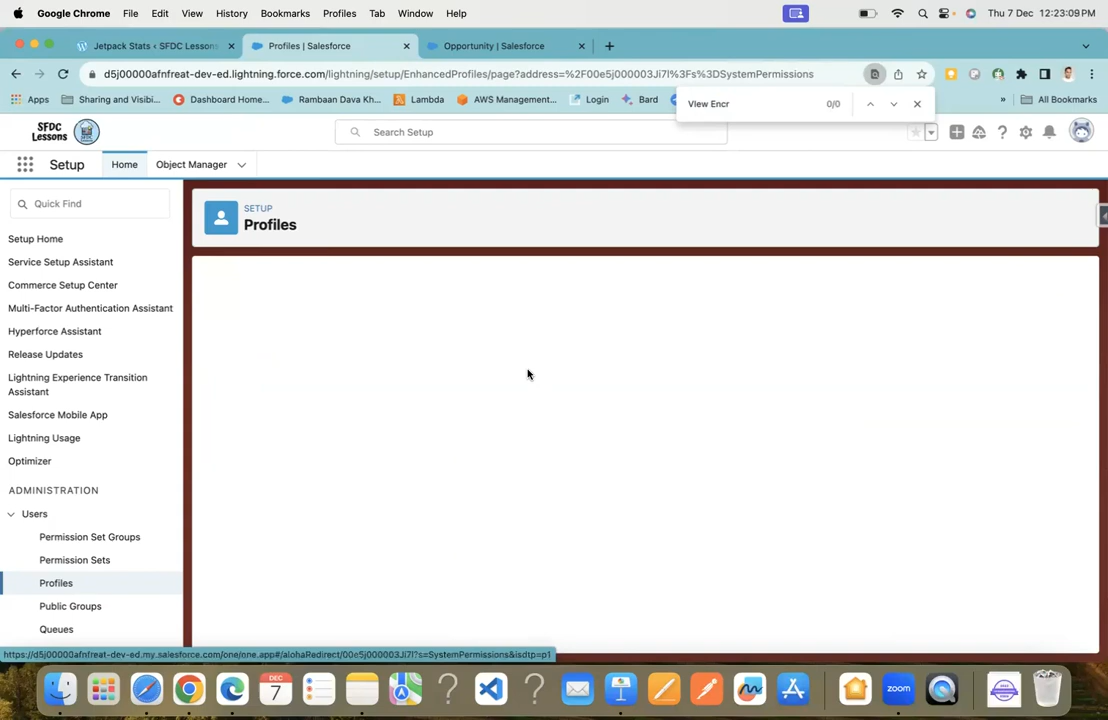 Google Chrome File Edit View History Bookmarks Profiles Tab Window Help Thu 7 Dec 12:23:09 PM
Jetpack Stats ‹ SFDC Lessons
Profiles | Salesforce
Opportunity | Salesforce
d5j00000afnfreat-dev-ed.lightning.force.com/lightning/setup/EnhancedProfiles/page?address=%2F00e5j000003Ji7l%3Fs%3DSystemPermissions
Apps Sharing and Visibi... Dashboard Home... Rambaan Dava Kh... Lambda AWS Management... Login Bard » All Bookmarks
View Encr 0/0
SFDC
Lessons
Search Setup
Setup Home Object Manager
Quick Find
SETUP
Profiles
Setup Home
Service Setup Assistant
Commerce Setup Center
Multi-Factor Authentication Assistant
Hyperforce Assistant
Release Updates
Lightning Experience Transition
Assistant
Salesforce Mobile App
Lightning Usage
Optimizer
ADMINISTRATION
Users
Permission Set Groups
Permission Sets
Profiles
Public Groups
Queues
https://d5j00000afnfreat-dev-ed.my.salesforce.com/one/one.app#/alohaRedirect/00e5j000003Ji7l?s=SystemPermissions&isdtp=p1
DEC
7
zoom